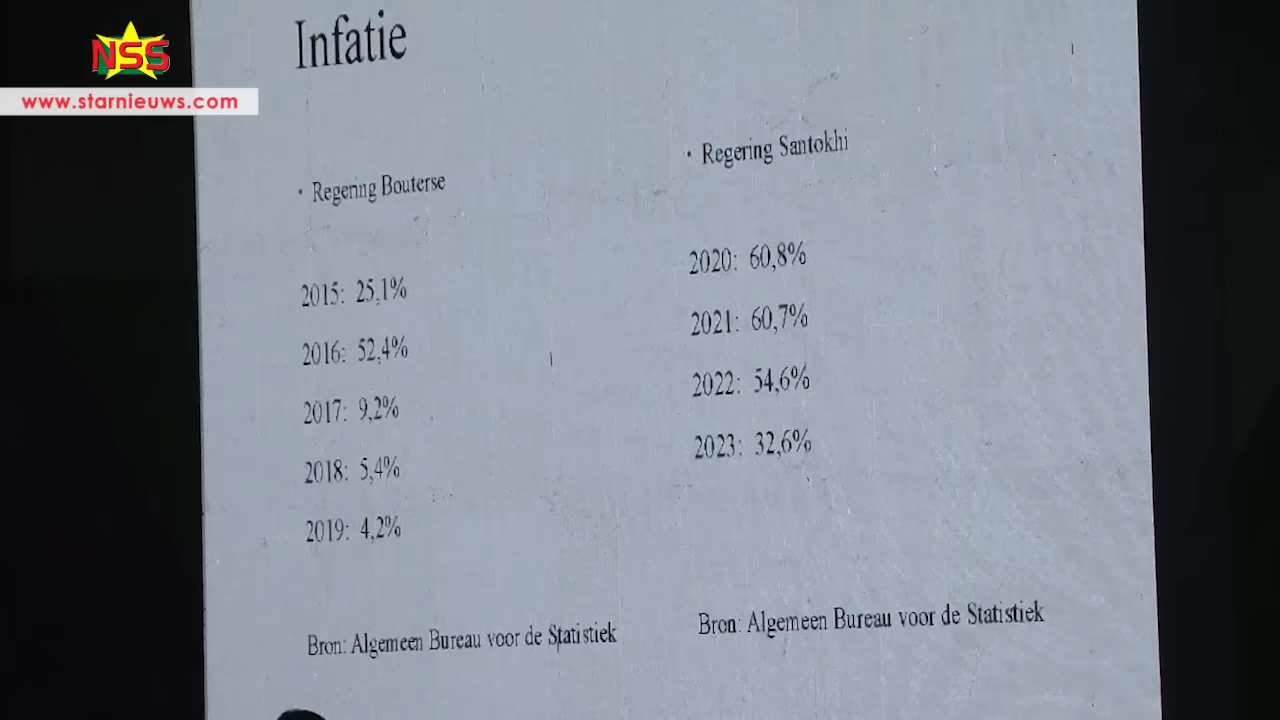 NSS
www.starnieuws.com
Infatie
• Regering Bouterse
2015: 25,1%
2016: 52,4%
2017: 9,2%
2018: 5,4%
2019: 4,2%
Bron: Algemeen Bureau voor de Statistiek
• Regering Santokhi
2020: 60,8%
2021: 60,7%
2022: 54,6%
2023: 32,6%
Bron: Algemeen Bureau voor de Statistiek